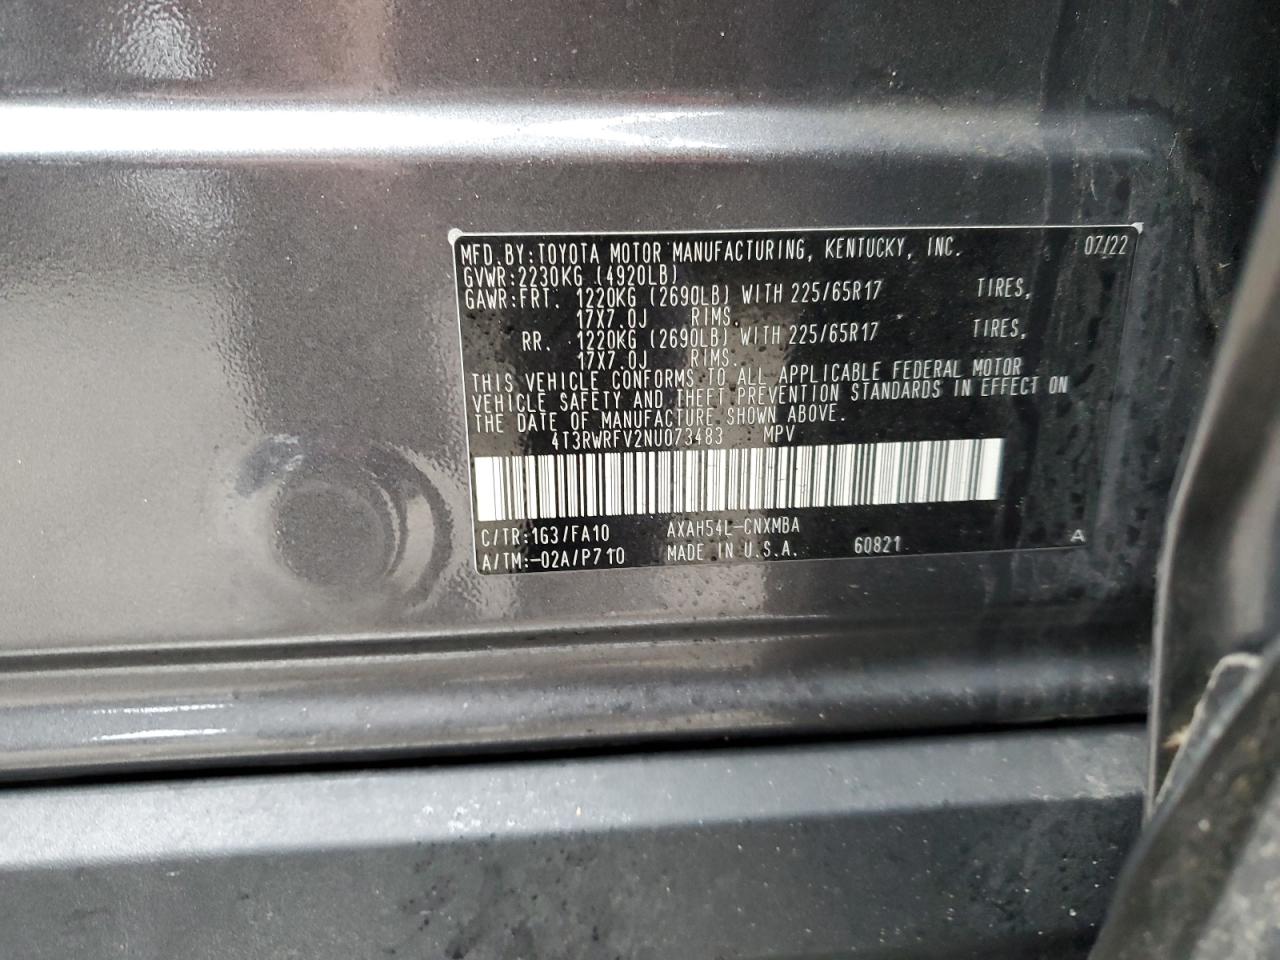 MFD.BY:TOYOTA MOTOR MANUFACTURING, KENTUCKY, INC. 07/22
GVWR:2230KG (4920LB)
GAWR:FRT. 1220KG (2690LB) WITH 225/65R17 TIRES,
17X7.0J RIMS.
RR. 1220KG (2690LB) WITH 225/65R17 TIRES,
17X7.0J RIMS.
THIS VEHICLE CONFORMS TO ALL APPLICABLE FEDERAL MOTOR
VEHICLE SAFETY AND THEFT PREVENTION STANDARDS IN EFFECT ON
THE DATE OF MANUFACTURE SHOWN ABOVE.
4T3RWRFV2NU073483 MPV
C/TR:1G3/FA10 AXAH54L-CNXMBA
A/TM:-02A/P710 MADE IN U.S.A. 60821 A